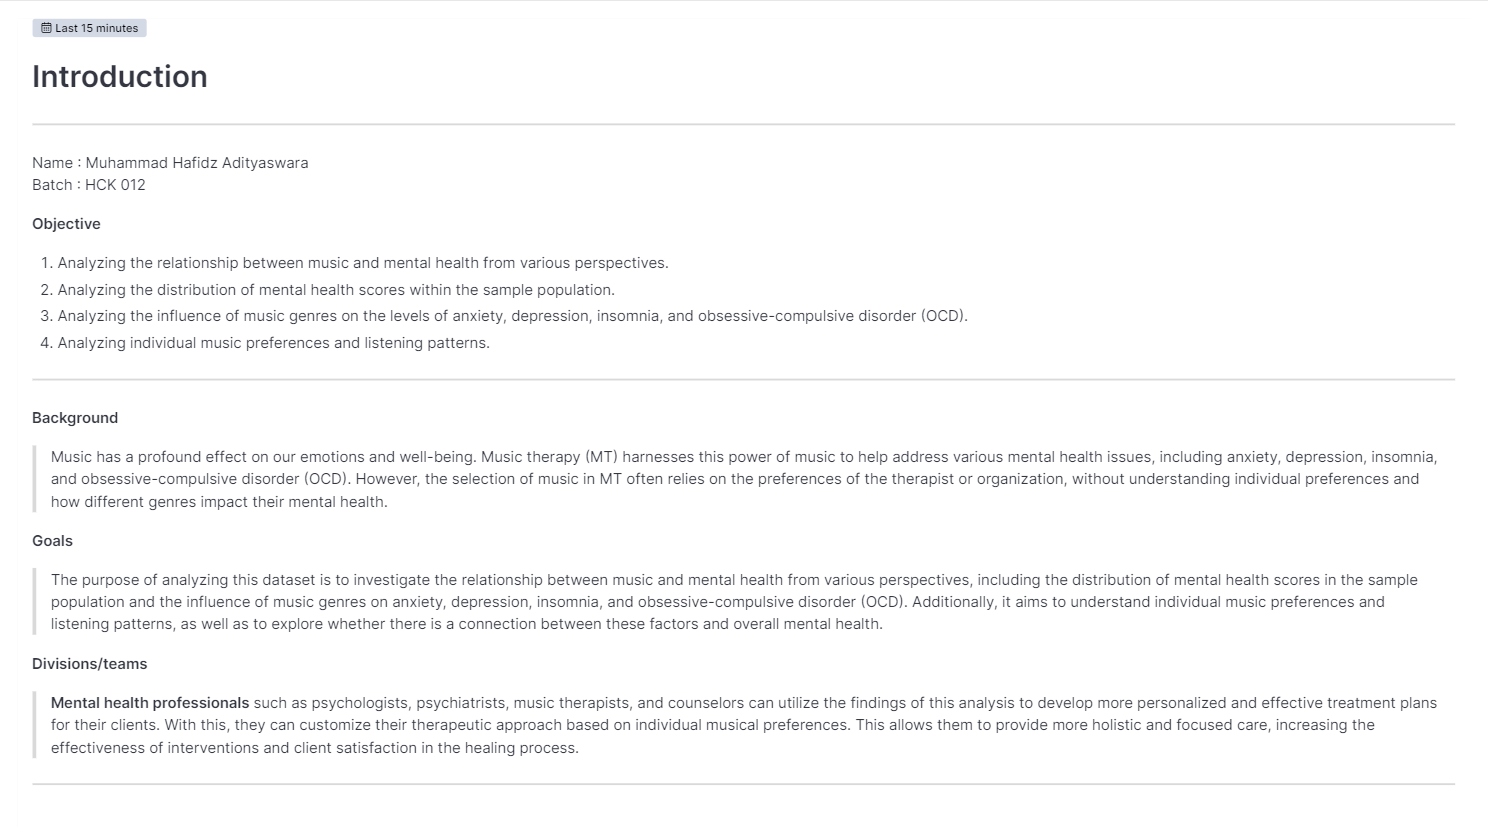 Last 15 minutes
Introduction
Name : Muhammad Hafidz Adityaswara
Batch : HCK 012
Objective
1. Analyzing the relationship between music and mental health from various perspectives.
2. Analyzing the distribution of mental health scores within the sample population.
3. Analyzing the influence of music genres on the levels of anxiety, depression, insomnia, and obsessive-compulsive disorder (OCD).
4. Analyzing individual music preferences and listening patterns.
Background
Music has a profound effect on our emotions and well-being. Music therapy (MT) harnesses this power of music to help address various mental health issues, including anxiety, depression, insomnia,
and obsessive-compulsive disorder (OCD). However, the selection of music in MT often relies on the preferences of the therapist or organization, without understanding individual preferences and
how different genres impact their mental health.
Goals
The purpose of analyzing this dataset is to investigate the relationship between music and mental health from various perspectives, including the distribution of mental health scores in the sample
population and the influence of music genres on anxiety, depression, insomnia, and obsessive-compulsive disorder (OCD). Additionally, it aims to understand individual music preferences and
listening patterns, as well as to explore whether there is a connection between these factors and overall mental health.
Divisions/teams
Mental health professionals such as psychologists, psychiatrists, music therapists, and counselors can utilize the findings of this analysis to develop more personalized and effective treatment plans
for their clients. With this, they can customize their therapeutic approach based on individual musical preferences. This allows them to provide more holistic and focused care, increasing the
effectiveness of interventions and client satisfaction in the healing process.